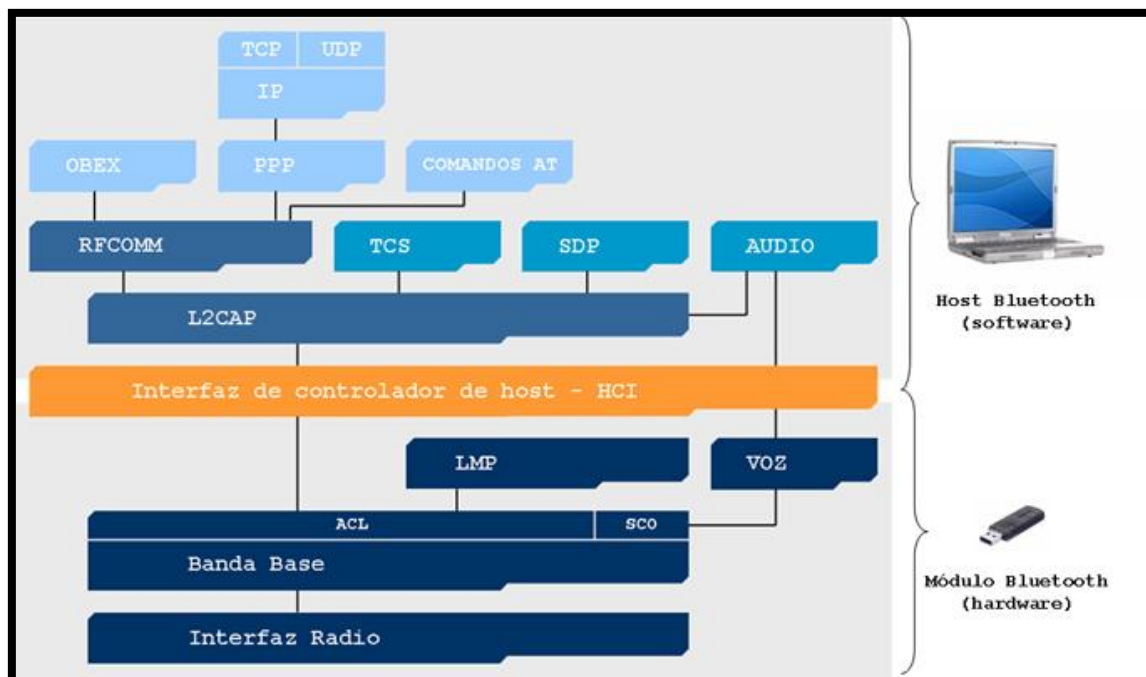 TCP UDP
IP
OBEX PPP COMANDOS AT
RFCOMM TCS SDP AUDIO
L2CAP
Host Bluetooth
(software)
Interfaz de controlador de host - HCI
LMP VOZ
ACL SCO
Banda Base
Módulo Bluetooth
(hardware)
Interfaz Radio